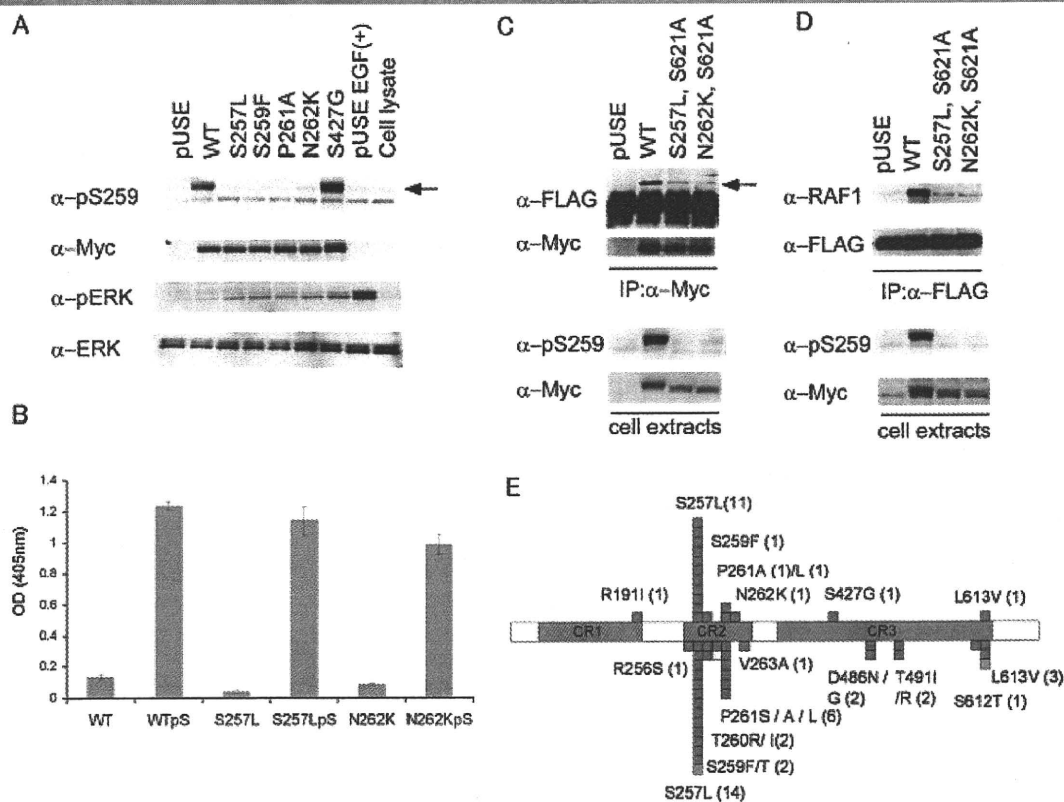 A
pUSE
WT
S257L
S259F
P261A
N262K
S427G
pUSE EGF(+)
Cell lysate
α-pS259
α-Myc
α-pERK
α-ERK
B
OD (405nm)
1.4
1.2
1
0.8
0.6
0.4
0.2
0
WT
WTpS
S257L
S257LpS
N262K
N262KpS
C
pUSE
WT
S257L, S621A
N262K, S621A
α-FLAG
α-Myc
IP:α-Myc
α-pS259
α-Myc
cell extracts
D
pUSE
WT
S257L, S621A
N262K, S621A
α-RAF1
α-FLAG
IP:α-FLAG
α-pS259
α-Myc
cell extracts
E
S257L(11)
S259F (1)
P261A (1)/L (1)
R191I (1)
N262K (1)
S427G (1)
L613V (1)
CR1
CR2
CR3
R256S (1)
V263A (1)
D486N /
G (2)
T491I
/R (2)
L613V (3)
S612T (1)
P261S / A / L (6)
T260R/ I(2)
S259F/T (2)
S257L (14)